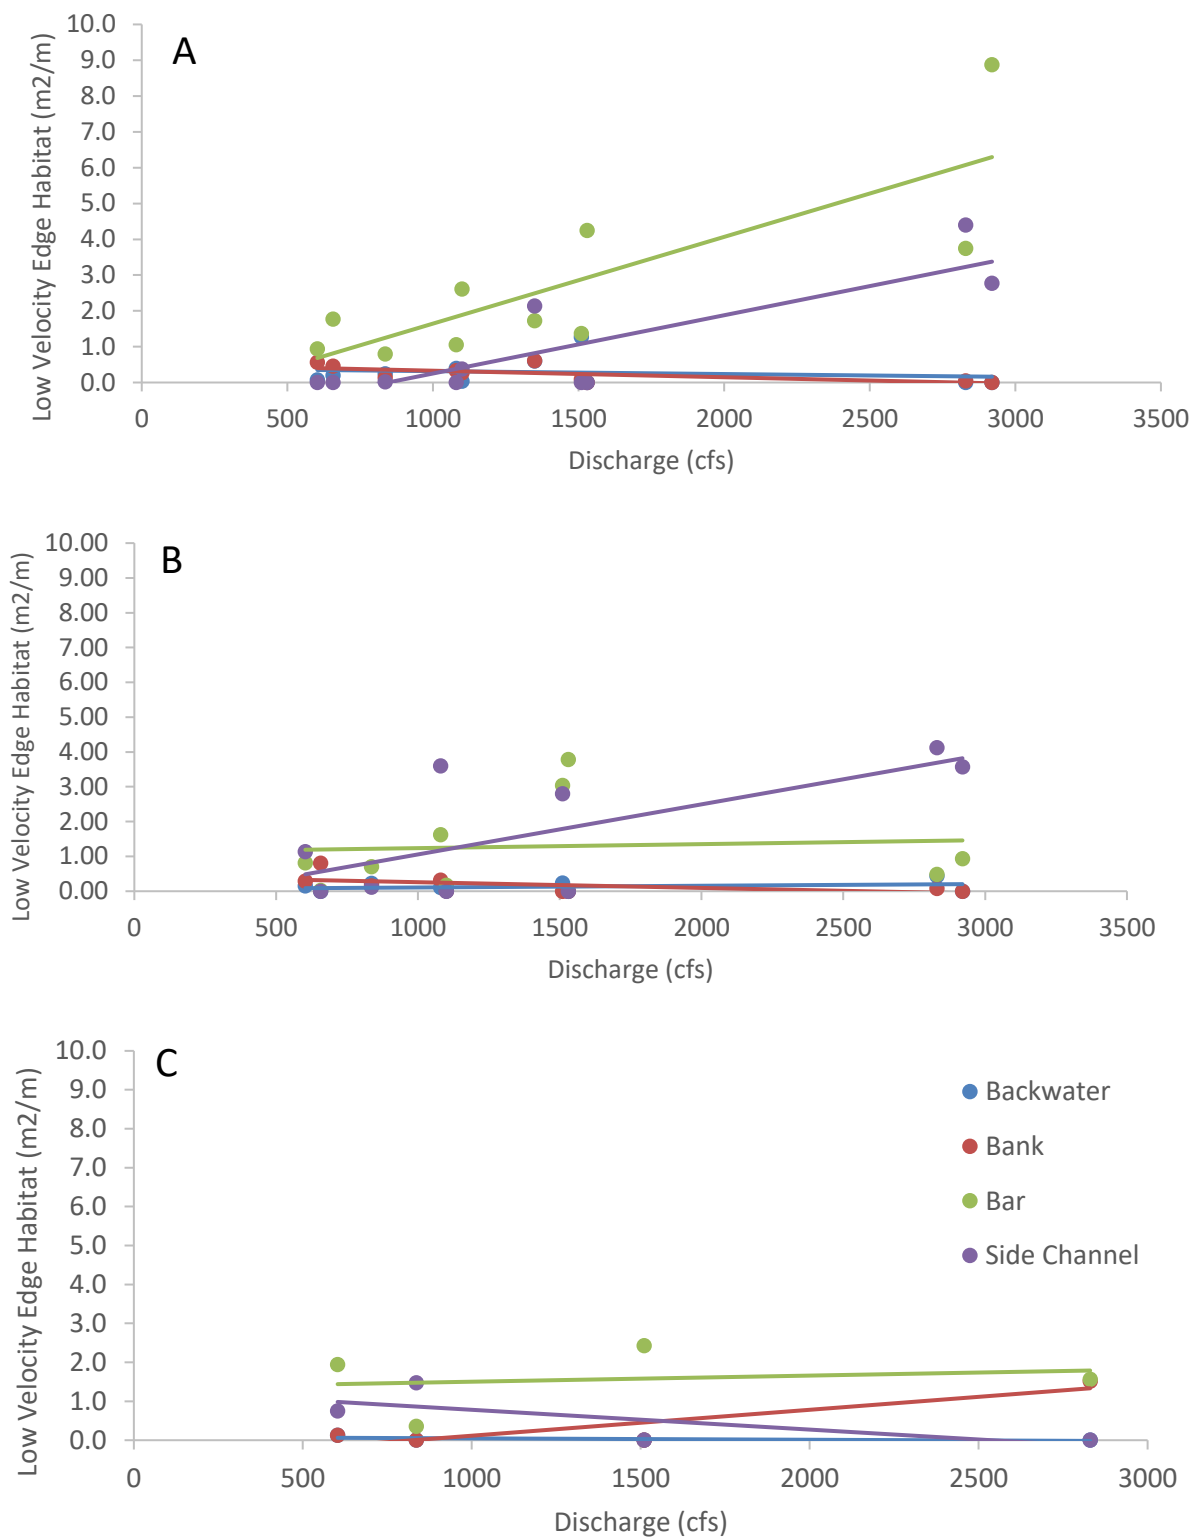 A
10.0
9.0
8.0
7.0
6.0
5.0
4.0
3.0
2.0
1.0
0.0
Low Velocity Edge Habitat (m2/m)
0 500 1000 1500 2000 2500 3000 3500
Discharge (cfs)
B
10.00
9.00
8.00
7.00
6.00
5.00
4.00
3.00
2.00
1.00
0.00
Low Velocity Edge Habitat (m2/m)
0 500 1000 1500 2000 2500 3000 3500
Discharge (cfs)
C
10.0
9.0
8.0
7.0
6.0
5.0
4.0
3.0
2.0
1.0
0.0
Low Velocity Edge Habitat (m2/m)
Backwater
Bank
Bar
Side Channel
0 500 1000 1500 2000 2500 3000
Discharge (cfs)